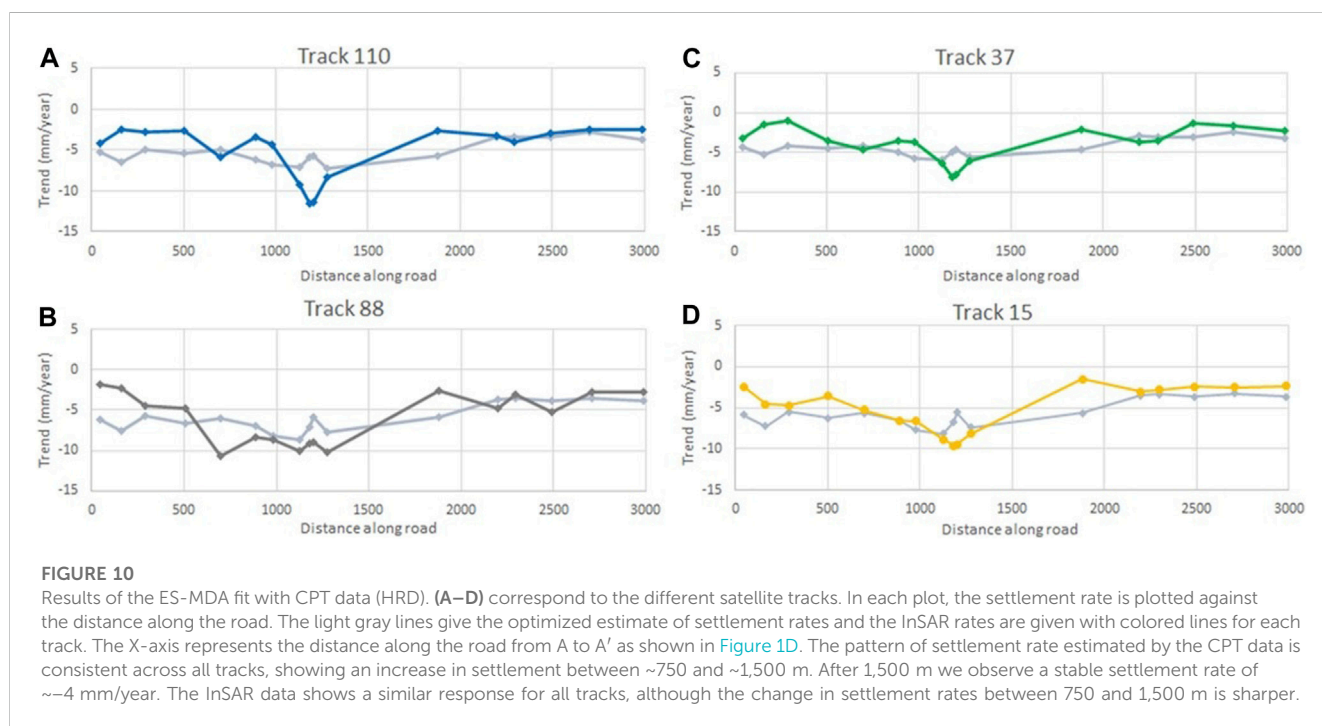 A
Track 110
5
0
-5
-10
-15
Trend (mm/year)
0 500 1000 1500 2000 2500 3000
Distance along road
B
Track 88
5
0
-5
-10
-15
Trend (mm/year)
0 500 1000 1500 2000 2500 3000
Distance along road
C
Track 37
5
0
-5
-10
-15
Trend (mm/year)
0 500 1000 1500 2000 2500 3000
Distance along road
D
Track 15
5
0
-5
-10
-15
Trend (mm/year)
0 500 1000 1500 2000 2500 3000
Distance along road
FIGURE 10
Results of the ES-MDA fit with CPT data (HRD). (A–D) correspond to the different satellite tracks. In each plot, the settlement rate is plotted against
the distance along the road. The light gray lines give the optimized estimate of settlement rates and the InSAR rates are given with colored lines for each
track. The X-axis represents the distance along the road from A to A′ as shown in Figure 1D. The pattern of settlement rate estimated by the CPT data is
consistent across all tracks, showing an increase in settlement between ~750 and ~1,500 m. After 1,500 m we observe a stable settlement rate of
~−4 mm/year. The InSAR data shows a similar response for all tracks, although the change in settlement rates between 750 and 1,500 m is sharper.